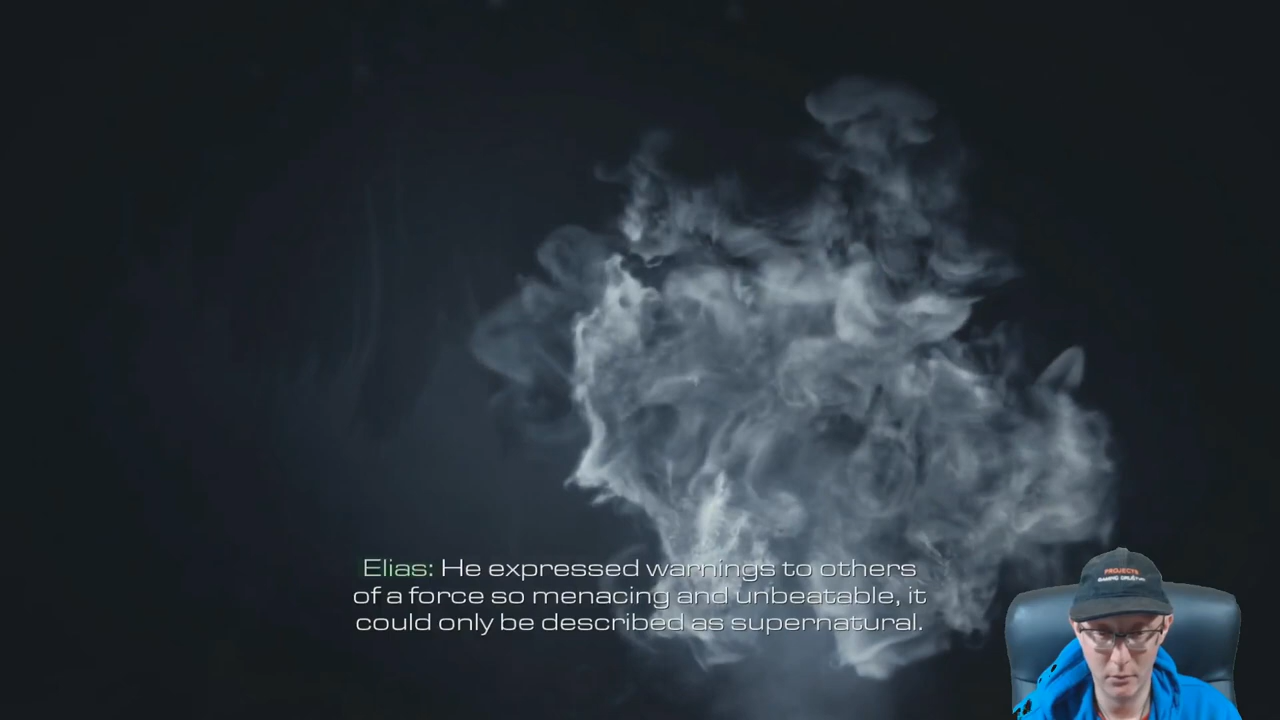 Elias: He expressed warnings to others
of a force so menacing and unbeatable, it
could only be described as supernatural.
PROJECTS